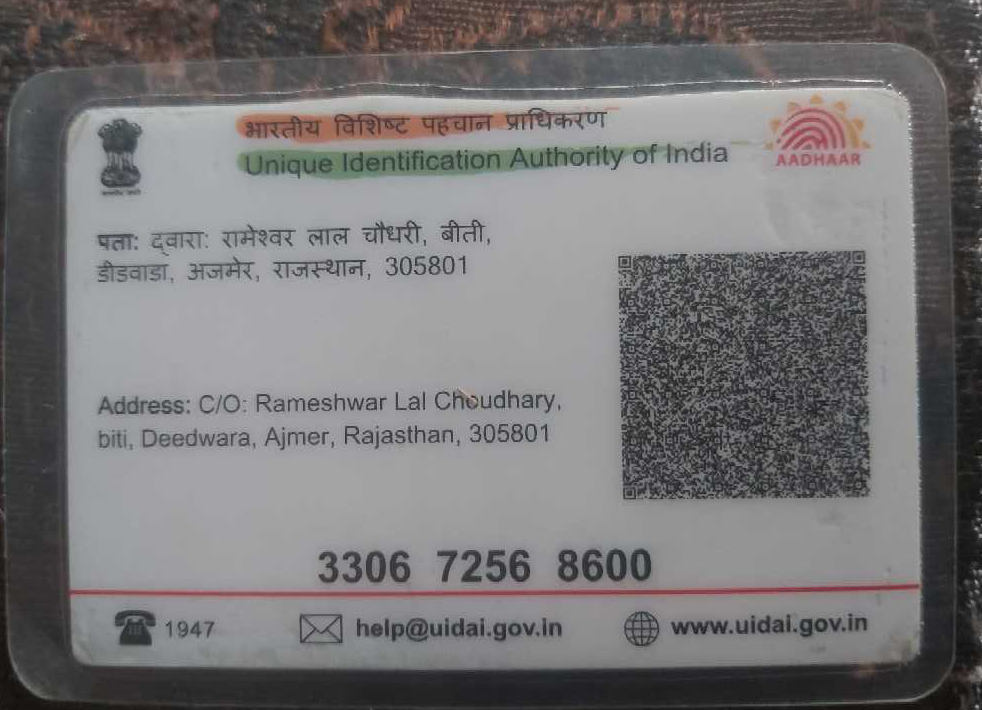 भारतीय विशिष्ट पहचान प्राधिकरण
Unique Identification Authority of India
AADHAAR
पता: द्वारा: रामेश्वर लाल चौधरी, बीती,
डीडवाडा, अजमेर, राजस्थान, 305801
Address: C/O: Rameshwar Lal Choudhary,
biti, Deedwara, Ajmer, Rajasthan, 305801
3306 7256 8600
1947 help@uidai.gov.in www.uidai.gov.in